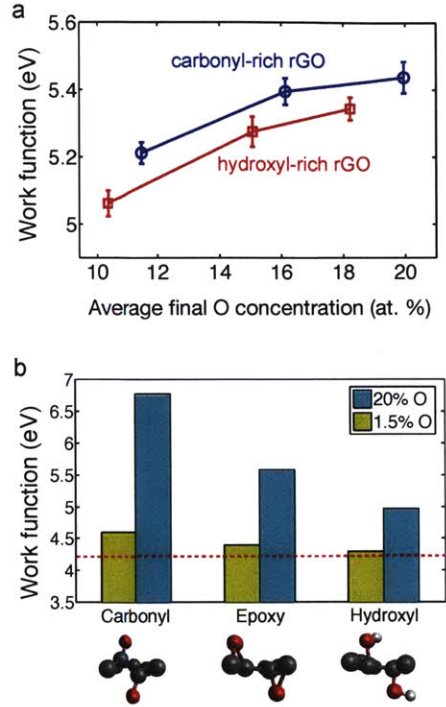 a
5.6
5.4
5.2
5
Work function (eV)
carbonyl-rich rGO
hydroxyl-rich rGO
10 12 14 16 18 20
Average final O concentration (at. %)
b
7
6.5
6
5.5
5
4.5
4
3.5
Work function (eV)
20% O
1.5% O
Carbonyl Epoxy Hydroxyl